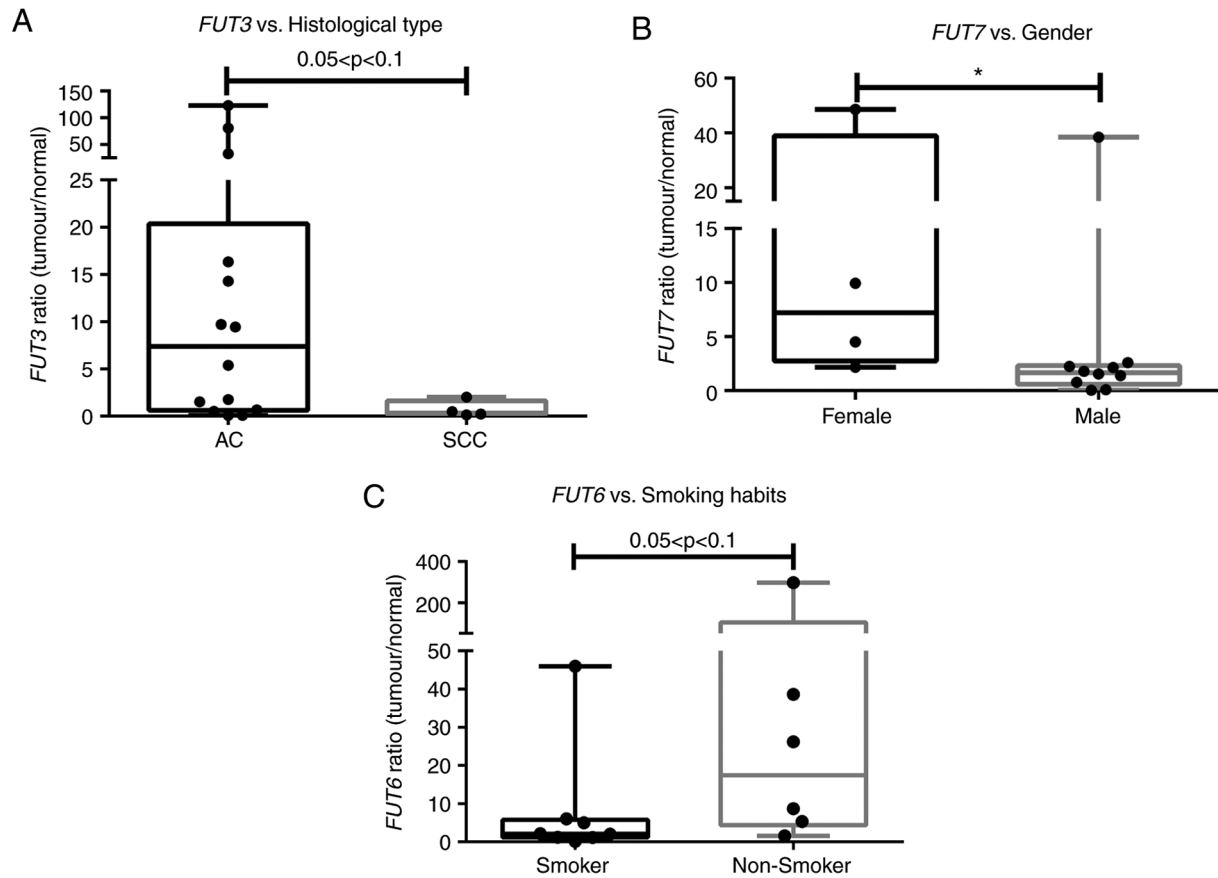 A
FUT3 vs. Histological type
0.05<p<0.1
FUT3 ratio (tumour/normal)
150
100
50
25
20
15
10
5
0
AC
SCC
B
FUT7 vs. Gender
*
FUT7 ratio (tumour/normal)
60
40
20
15
10
5
0
Female
Male
C
FUT6 vs. Smoking habits
0.05<p<0.1
FUT6 ratio (tumour/normal)
400
200
50
40
30
20
10
0
Smoker
Non-Smoker